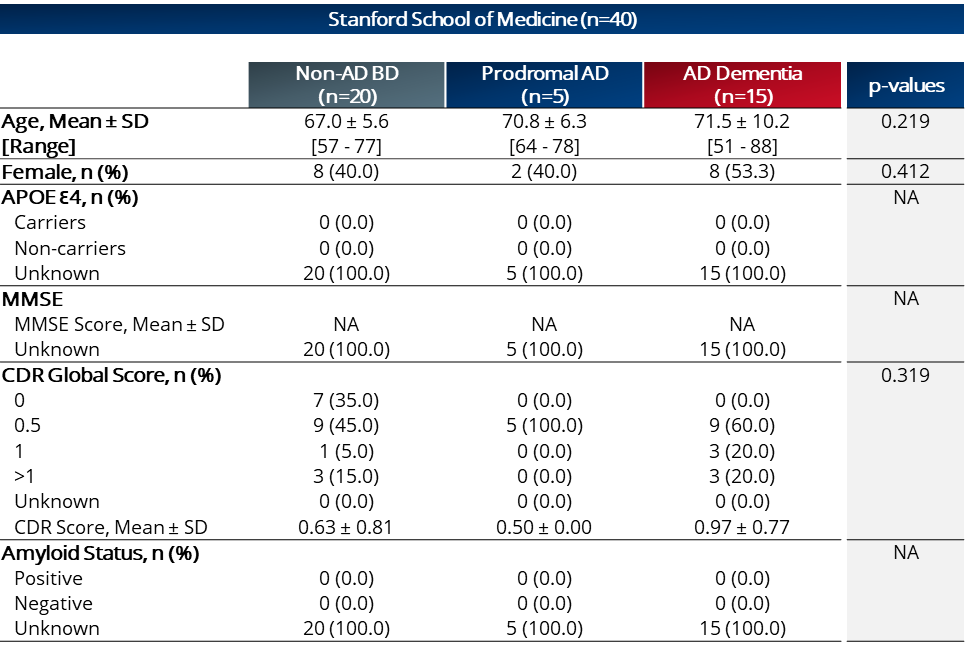 Stanford School of Medicine (n=40)
Non-AD BD Prodromal AD AD Dementia p-values
(n=20) (n=5) (n=15)
Age, Mean ± SD 67.0 ± 5.6 70.8 ± 6.3 71.5 ± 10.2 0.219
[Range] [57 - 77] [64 - 78] [51 - 88]
Female, n (%) 8 (40.0) 2 (40.0) 8 (53.3) 0.412
APOE ε4, n (%) NA
Carriers 0 (0.0) 0 (0.0) 0 (0.0)
Non-carriers 0 (0.0) 0 (0.0) 0 (0.0)
Unknown 20 (100.0) 5 (100.0) 15 (100.0)
MMSE NA
MMSE Score, Mean ± SD NA NA NA
Unknown 20 (100.0) 5 (100.0) 15 (100.0)
CDR Global Score, n (%) 0.319
0 7 (35.0) 0 (0.0) 0 (0.0)
0.5 9 (45.0) 5 (100.0) 9 (60.0)
1 1 (5.0) 0 (0.0) 3 (20.0)
>1 3 (15.0) 0 (0.0) 3 (20.0)
Unknown 0 (0.0) 0 (0.0) 0 (0.0)
CDR Score, Mean ± SD 0.63 ± 0.81 0.50 ± 0.00 0.97 ± 0.77
Amyloid Status, n (%) NA
Positive 0 (0.0) 0 (0.0) 0 (0.0)
Negative 0 (0.0) 0 (0.0) 0 (0.0)
Unknown 20 (100.0) 5 (100.0) 15 (100.0)